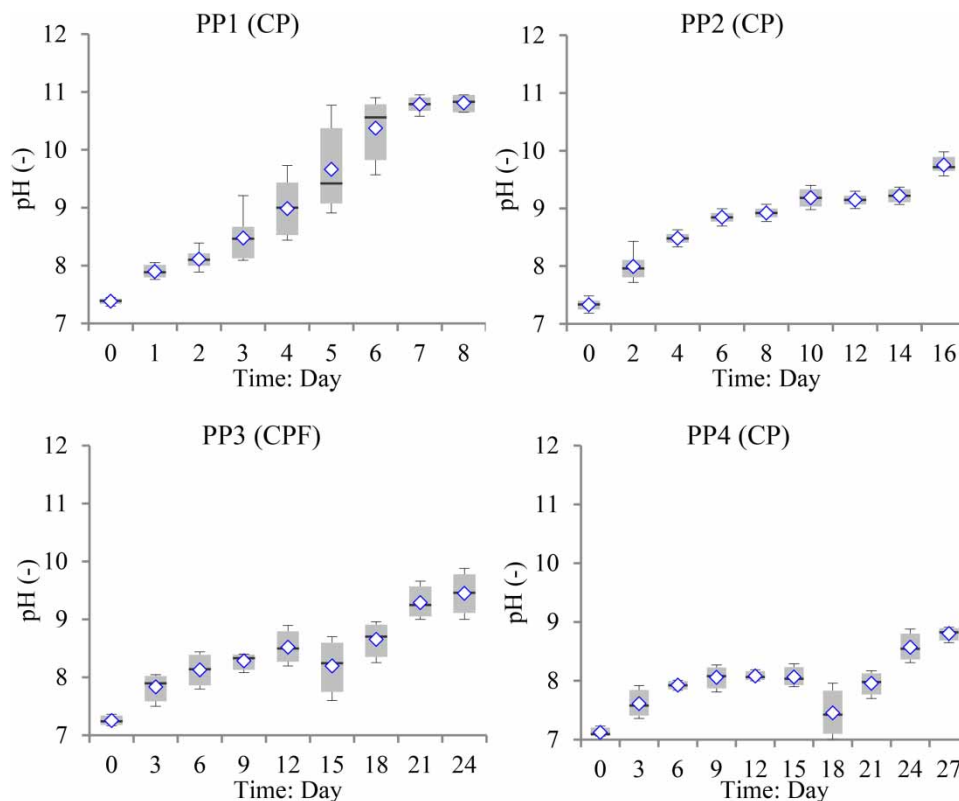 PP1 (CP)
12
11
10
9
8
7
pH (-)
0 1 2 3 4 5 6 7 8
Time: Day
PP2 (CP)
12
11
10
9
8
7
pH (-)
0 2 4 6 8 10 12 14 16
Time: Day
PP3 (CPF)
12
11
10
9
8
7
pH (-)
0 3 6 9 12 15 18 21 24
Time: Day
PP4 (CP)
12
11
10
9
8
7
pH (-)
0 3 6 9 12 15 18 21 24 27
Time: Day